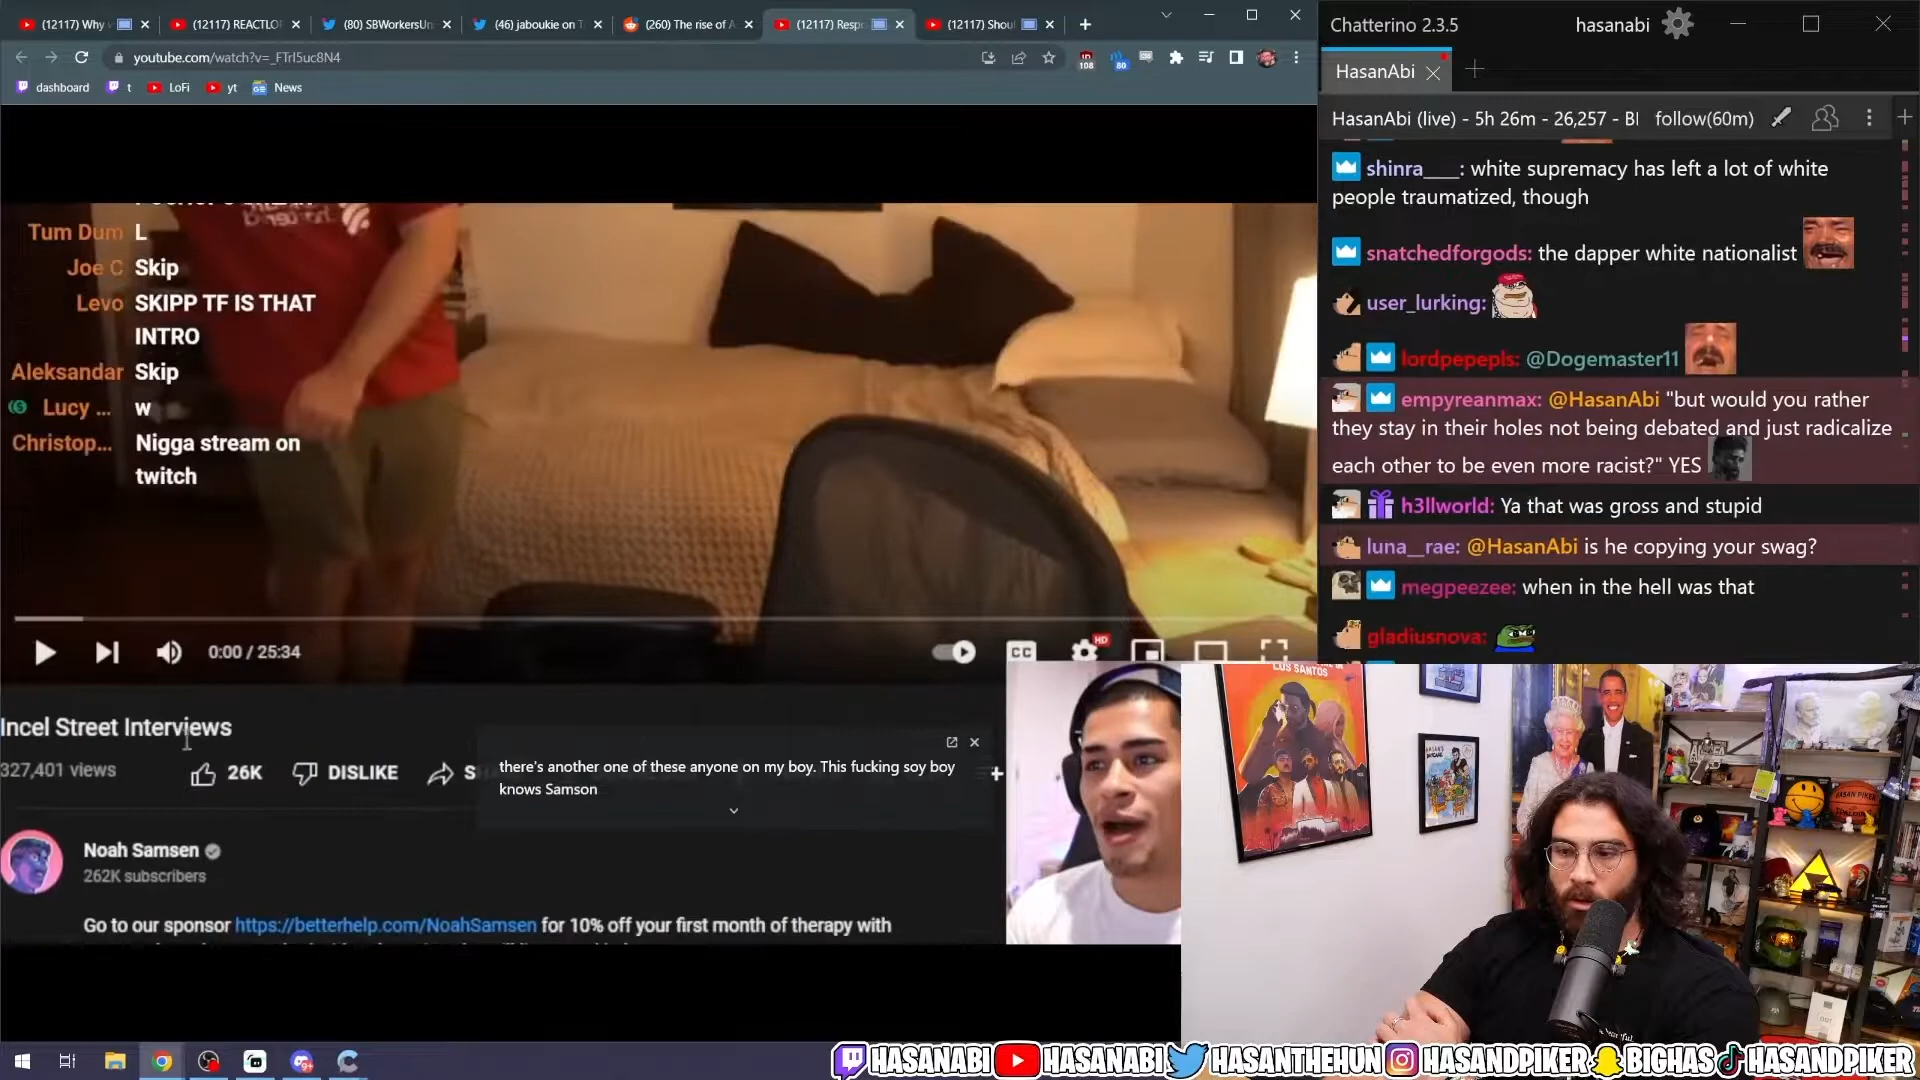 (12117) Why
(12117) REACTLO
(80) SBWorkersUn
(46) jaboukie on T
(260) The rise of A
(12117) Resp
(12117) Shou
youtube.com/watch?v=_FTrI5uc8N4
108
80
dashboard
t
LoFi
yt
News
Tum Dum L
Joe C Skip
Levo SKIPP TF IS THAT
INTRO
Aleksandar Skip
Lucy ... w
Christop... Nigga stream on
twitch
0:00 / 25:34
CC
HD
Incel Street Interviews
327,401 views
26K
DISLIKE
S
there's another one of these anyone on my boy. This fucking soy boy
knows Samson
Noah Samsen
262K subscribers
Go to our sponsor https://betterhelp.com/NoahSamsen for 10% off your first month of therapy with
Chatterino 2.3.5
hasanabi
HasanAbi
HasanAbi (live) - 5h 26m - 26,257 - Bl
follow(60m)
shinra___: white supremacy has left a lot of white
people traumatized, though
snatchedforgods: the dapper white nationalist
user_lurking:
lordpepepls: @Dogemaster11
empyreanmax: @HasanAbi "but would you rather
they stay in their holes not being debated and just radicalize
each other to be even more racist?" YES
h3llworld: Ya that was gross and stupid
luna__rae: @HasanAbi is he copying your swag?
megpeezee: when in the hell was that
gladiusnova:
LOS SANTOS
HASANABI
HASANABI
HASANTHEHUN
HASANDPIKER
BIGHAS
HASANDPIKER